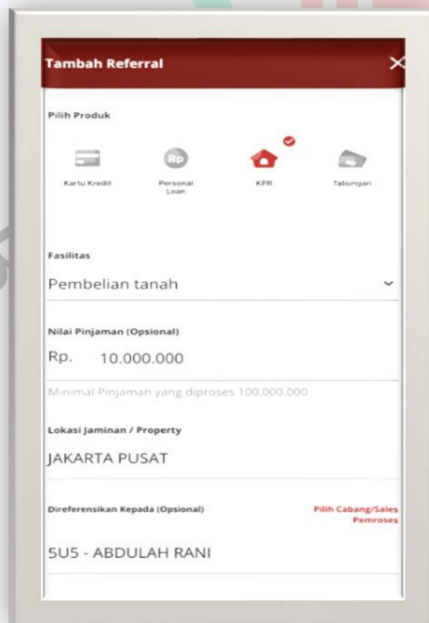 Tambah Referral
Pilih Produk
Kartu Kredit
Rp
Personal
Loan
KPR
Tabungan
Fasilitas
Pembelian tanah
Nilai Pinjaman (Opsional)
Rp. 10.000.000
Minimal Pinjaman yang diproses 100.000.000
Lokasi Jaminan / Property
JAKARTA PUSAT
Direferensikan Kepada (Opsional)
Pilih Cabang/Sales
Pemroses
5U5 - ABDULAH RANI